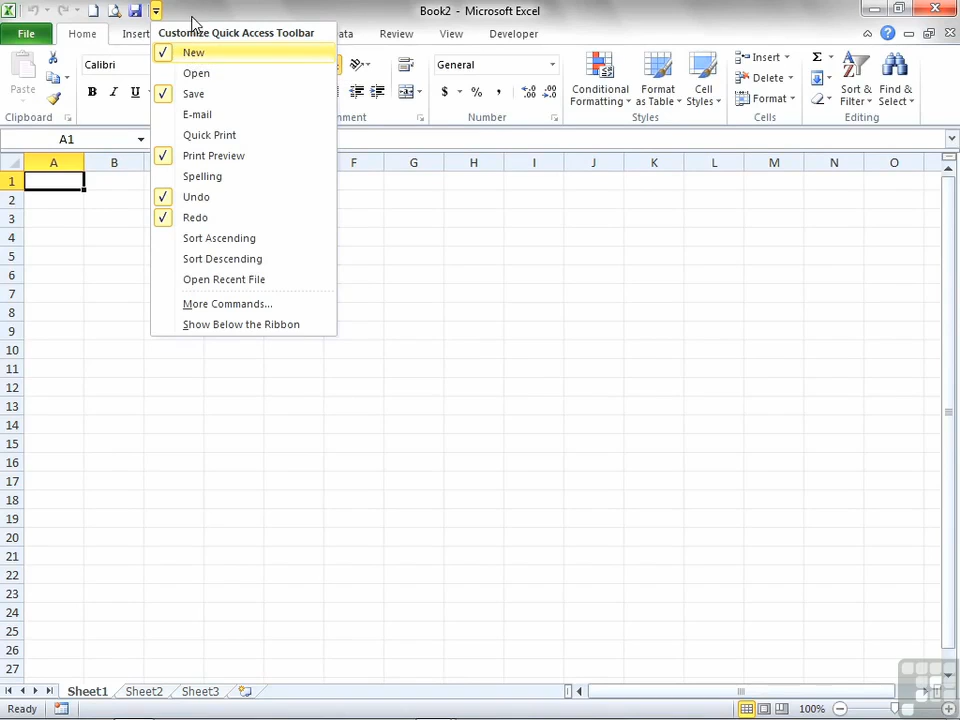 Book2 - Microsoft Excel
File
Home
Insert
ata
Review
View
Developer
Customize Quick Access Toolbar
New
Open
Save
E-mail
Quick Print
Print Preview
Spelling
Undo
Redo
Sort Ascending
Sort Descending
Open Recent File
More Commands...
Show Below the Ribbon
Paste
Clipboard
Calibri
B I U
nment
General
$ % ,
Number
Conditional
Formatting
Format
as Table
Cell
Styles
Styles
Insert
Delete
Format
Cells
Σ
Sort &
Filter
Find &
Select
Editing
A1
A B F G H I J K L M N O
1
2
3
4
5
6
7
8
9
10
11
12
13
14
15
16
17
18
19
20
21
22
23
24
25
26
27
Sheet1 Sheet2 Sheet3
Ready
100%